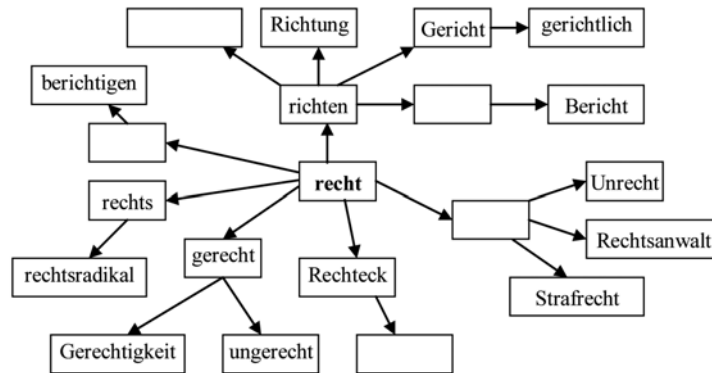 Richtung
Gericht
gerichtlich
berichtigen
richten
Bericht
recht
Unrecht
rechts
Rechtsanwalt
gerecht
rechtsradikal
Rechteck
Strafrecht
Gerechtigkeit
ungerecht